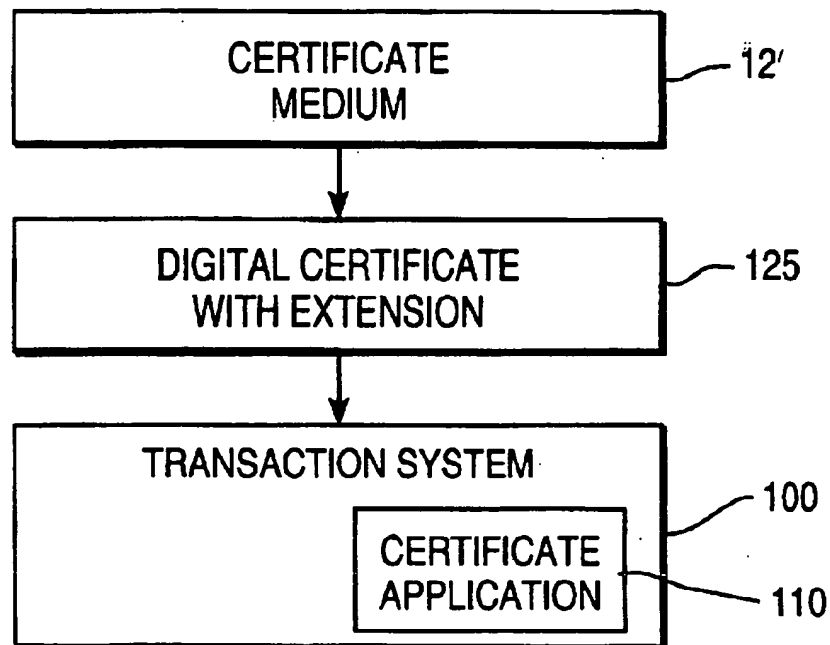 CERTIFICATE
MEDIUM
12'
DIGITAL CERTIFICATE
WITH EXTENSION
125
TRANSACTION SYSTEM
100
CERTIFICATE
APPLICATION
110